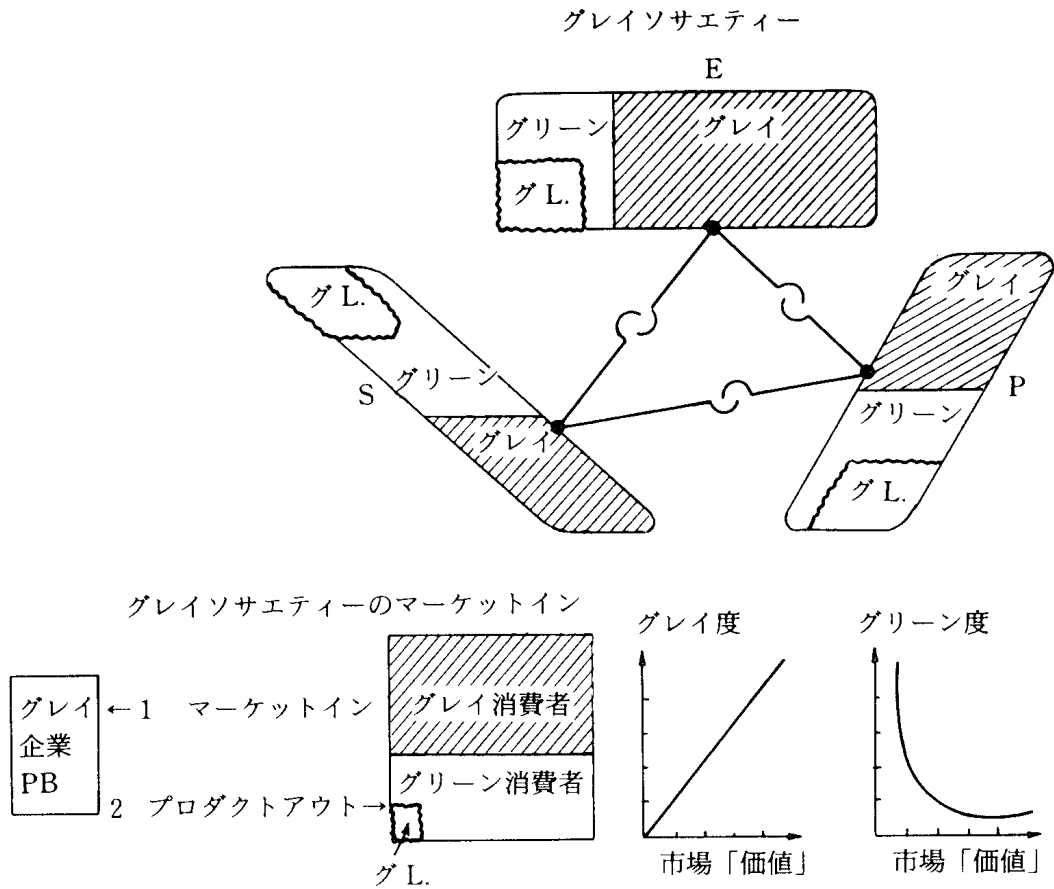 グレイソサエティー
E
グリーン
グレイ
グL.
グL.
グリーン
S
グレイ
グレイ
P
グリーン
グL.
グレイソサエティーのマーケットイン
グレイ
企業
PB
←1 マーケットイン
2 プロダクトアウト→
グレイ消費者
グリーン消費者
グL.
グレイ度
市場「価値」
グリーン度
市場「価値」